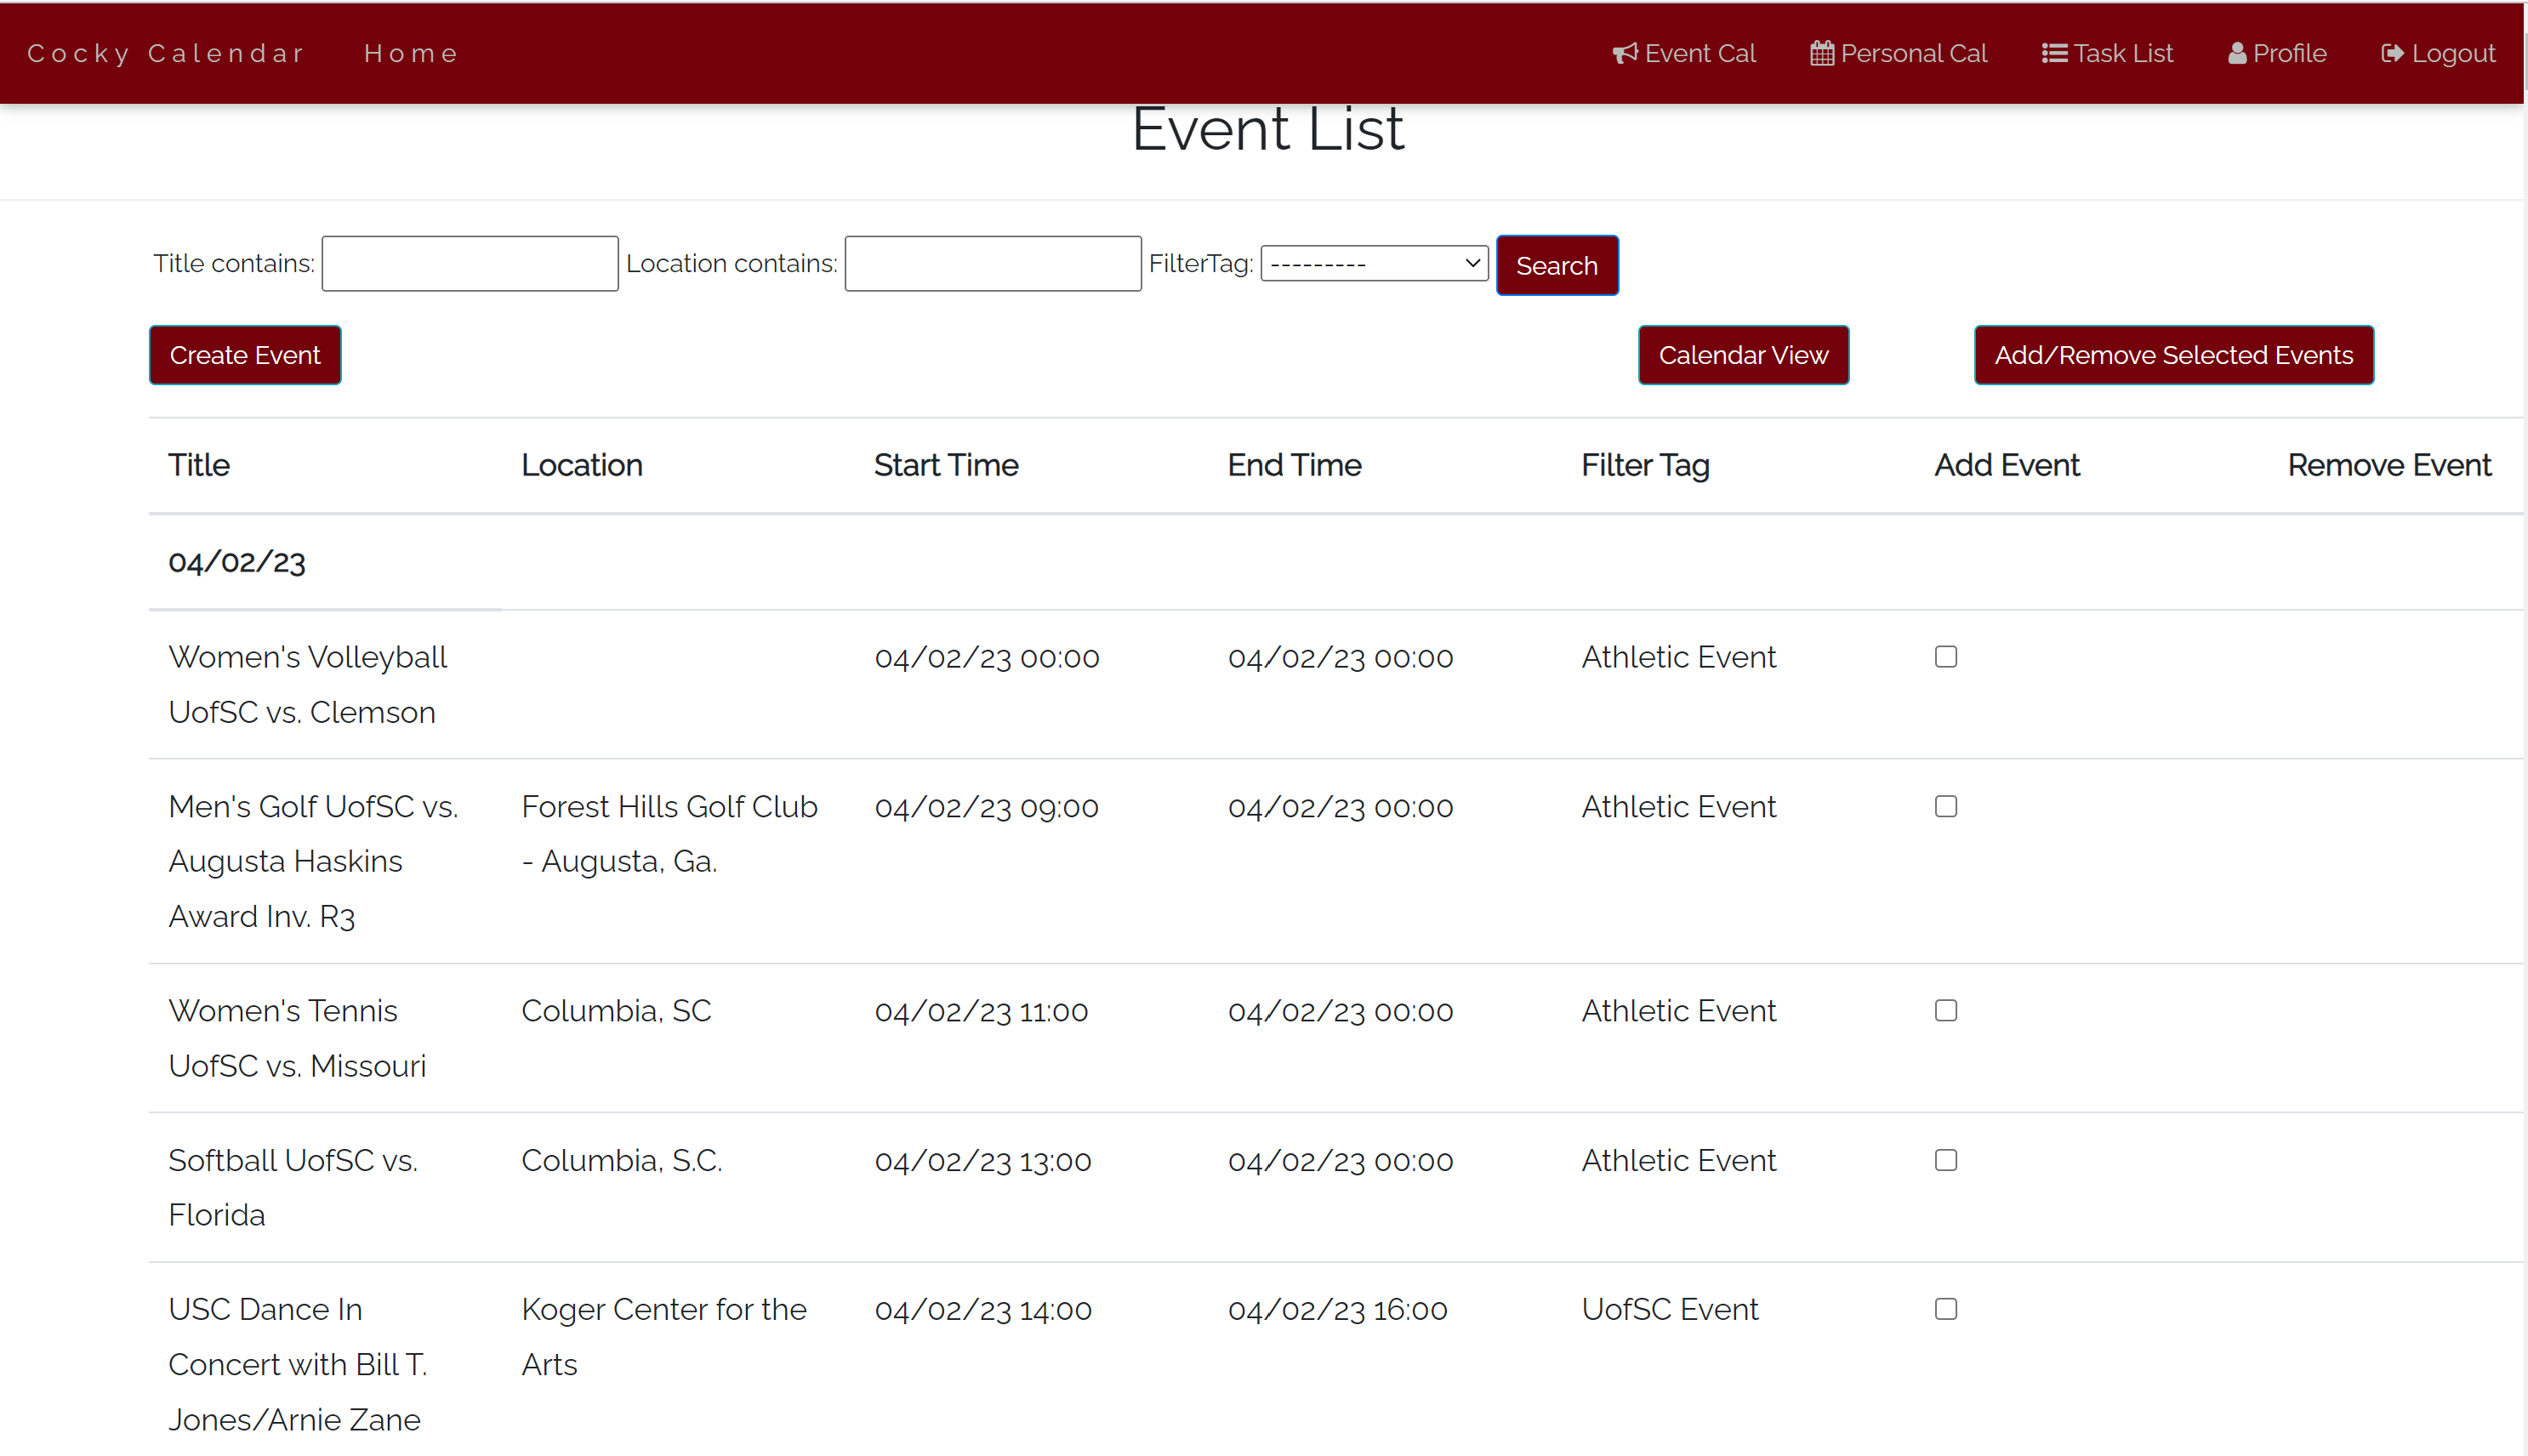 Cocky Calendar Home Event Cal Personal Cal Task List Profile Logout
Event List
Title contains: Location contains: FilterTag: --------- Search
Create Event Calendar View Add/Remove Selected Events
Title Location Start Time End Time Filter Tag Add Event Remove Event
04/02/23
Women's Volleyball 04/02/23 00:00 04/02/23 00:00 Athletic Event
UofSC vs. Clemson
Men's Golf UofSC vs. Forest Hills Golf Club 04/02/23 09:00 04/02/23 00:00 Athletic Event
Augusta Haskins - Augusta, Ga.
Award Inv. R3
Women's Tennis Columbia, SC 04/02/23 11:00 04/02/23 00:00 Athletic Event
UofSC vs. Missouri
Softball UofSC vs. Columbia, S.C. 04/02/23 13:00 04/02/23 00:00 Athletic Event
Florida
USC Dance In Koger Center for the 04/02/23 14:00 04/02/23 16:00 UofSC Event
Concert with Bill T. Arts
Jones/Arnie Zane